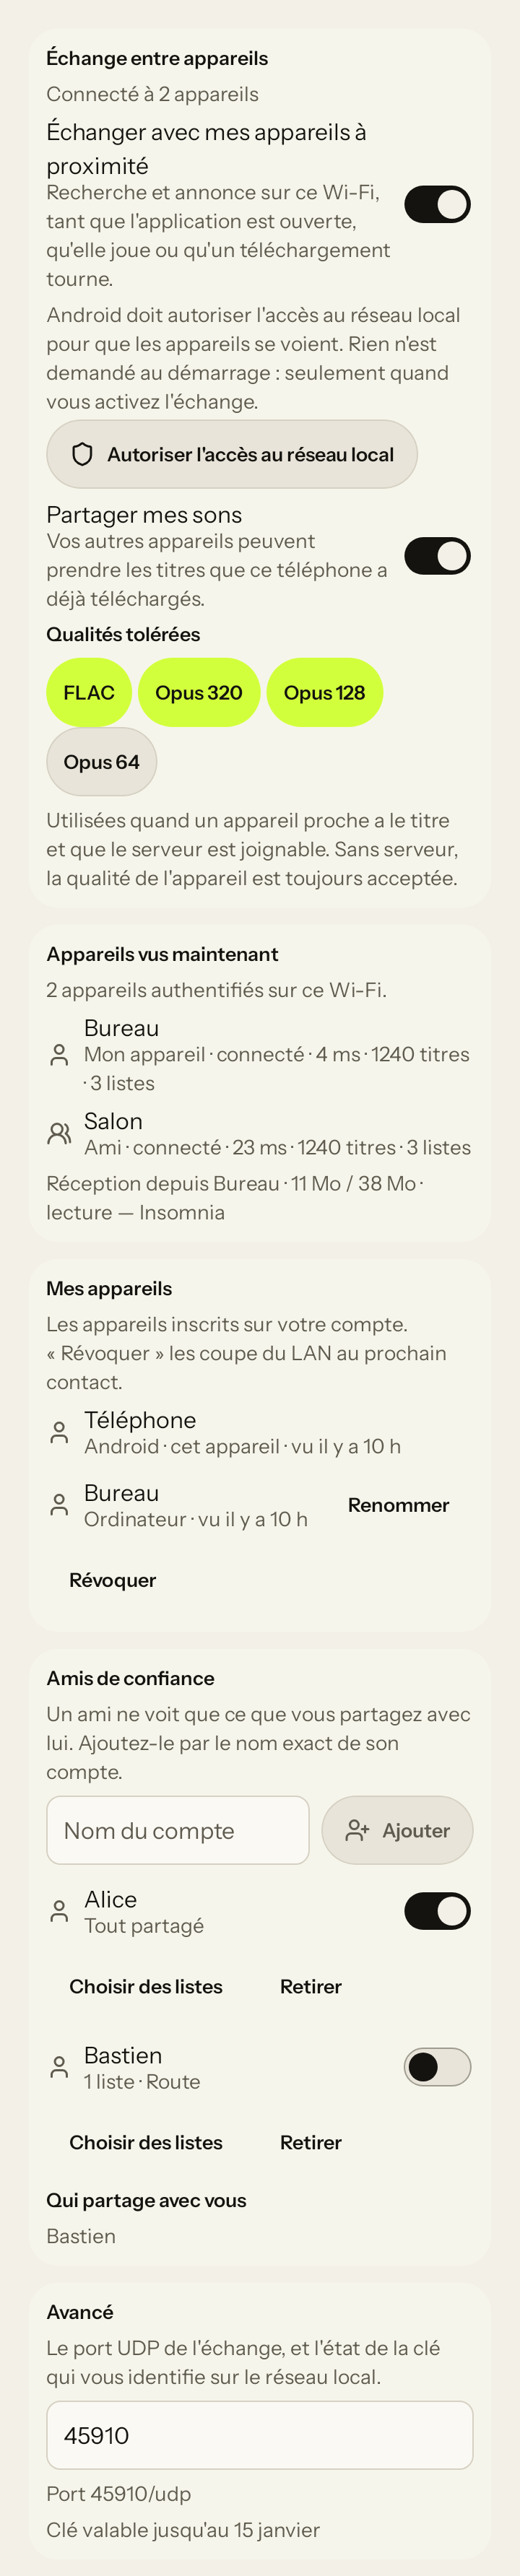 Échange entre appareils
Connecté à 2 appareils
Échanger avec mes appareils à
proximité
Recherche et annonce sur ce Wi-Fi,
tant que l'application est ouverte,
qu'elle joue ou qu'un téléchargement
tourne.
Android doit autoriser l'accès au réseau local
pour que les appareils se voient. Rien n'est
demandé au démarrage : seulement quand
vous activez l'échange.
Autoriser l'accès au réseau local
Partager mes sons
Vos autres appareils peuvent
prendre les titres que ce téléphone a
déjà téléchargés.
Qualités tolérées
FLAC Opus 320 Opus 128
Opus 64
Utilisées quand un appareil proche a le titre
et que le serveur est joignable. Sans serveur,
la qualité de l'appareil est toujours acceptée.
Appareils vus maintenant
2 appareils authentifiés sur ce Wi-Fi.
Bureau
Mon appareil · connecté · 4 ms · 1240 titres
· 3 listes
Salon
Ami · connecté · 23 ms · 1240 titres · 3 listes
Réception depuis Bureau · 11 Mo / 38 Mo ·
lecture — Insomnia
Mes appareils
Les appareils inscrits sur votre compte.
« Révoquer » les coupe du LAN au prochain
contact.
Téléphone
Android · cet appareil · vu il y a 10 h
Bureau
Ordinateur · vu il y a 10 h
Renommer
Révoquer
Amis de confiance
Un ami ne voit que ce que vous partagez avec
lui. Ajoutez-le par le nom exact de son
compte.
Nom du compte Ajouter
Alice
Tout partagé
Choisir des listes Retirer
Bastien
1 liste · Route
Choisir des listes Retirer
Qui partage avec vous
Bastien
Avancé
Le port UDP de l'échange, et l'état de la clé
qui vous identifie sur le réseau local.
45910
Port 45910/udp
Clé valable jusqu'au 15 janvier